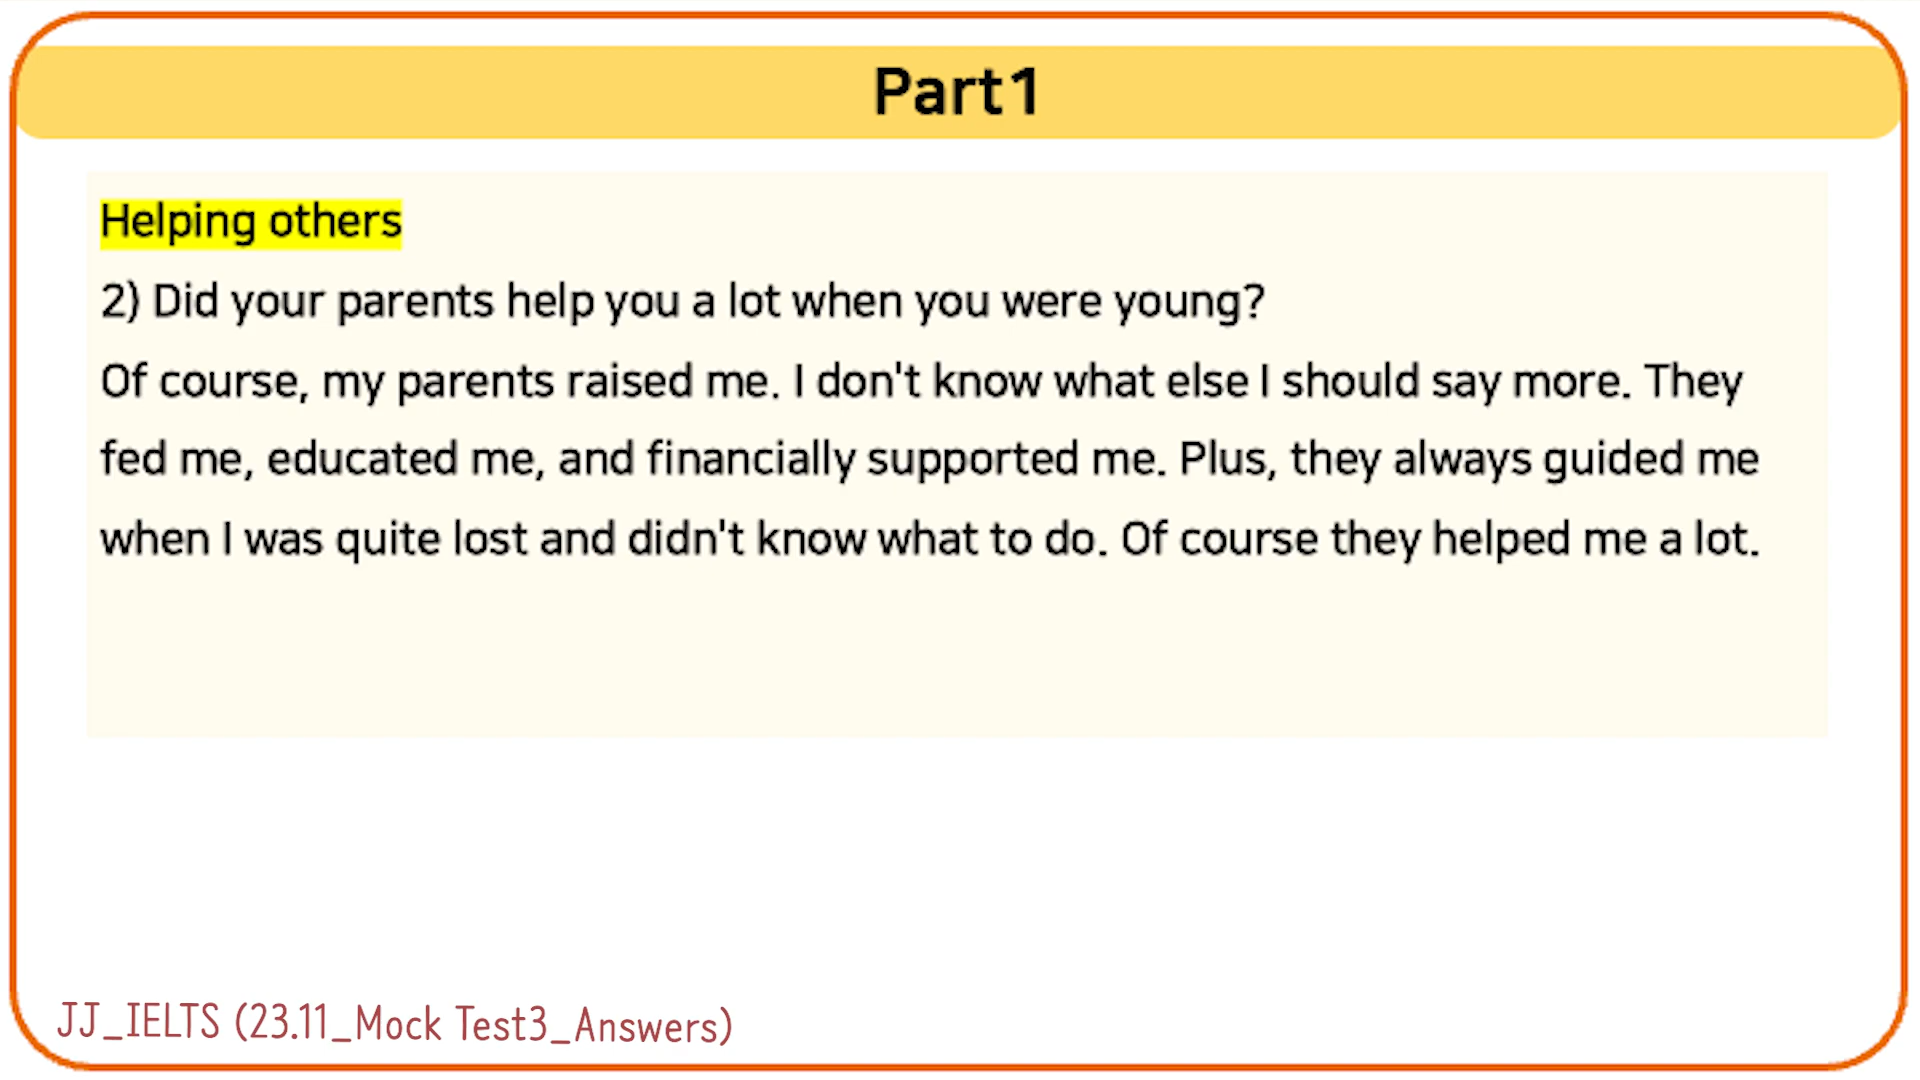 Part1
Helping others
2) Did your parents help you a lot when you were young?
Of course, my parents raised me. I don't know what else I should say more. They
fed me, educated me, and financially supported me. Plus, they always guided me
when I was quite lost and didn't know what to do. Of course they helped me a lot.
JJ_IELTS (23.11_Mock Test3_Answers)